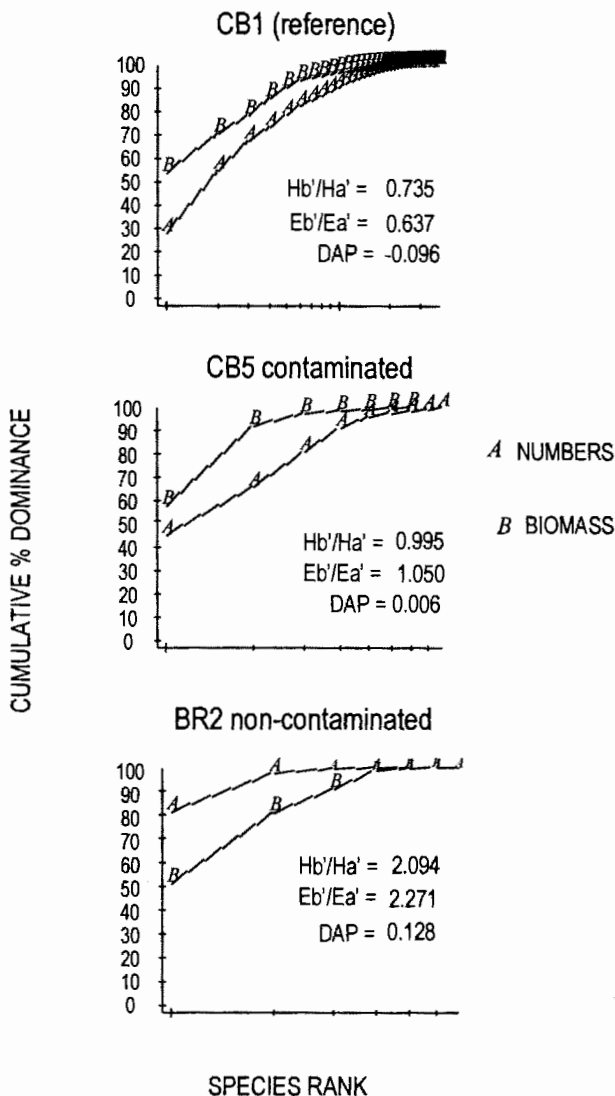 CB1 (reference)
100
90
80
70
60
50
40
30
20
10
0
B B B B B B B B B B
A A A A A A A A A A
Hb'/Ha' = 0.735
Eb'/Ea' = 0.637
DAP = -0.096
CB5 contaminated
100
90
80
70
60
50
40
30
20
10
0
B B B B B B B
A A A A A A A A A
Hb'/Ha' = 0.995
Eb'/Ea' = 1.050
DAP = 0.006
A NUMBERS
B BIOMASS
CUMULATIVE % DOMINANCE
BR2 non-contaminated
100
90
80
70
60
50
40
30
20
10
0
A A A A A A A
B B B
Hb'/Ha' = 2.094
Eb'/Ea' = 2.271
DAP = 0.128
SPECIES RANK